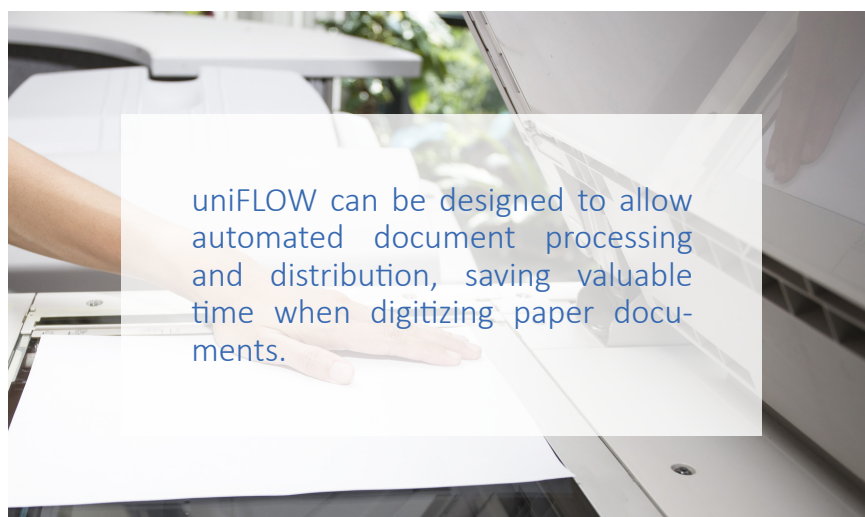 uniFLOW can be designed to allow
automated document processing
and distribution, saving valuable
time when digitizing paper docu-
ments.